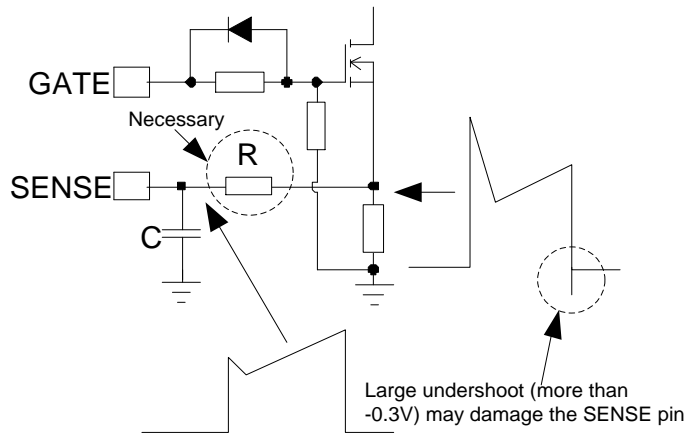 GATE
Necessary
R
SENSE
C
Large undershoot (more than
-0.3V) may damage the SENSE pin